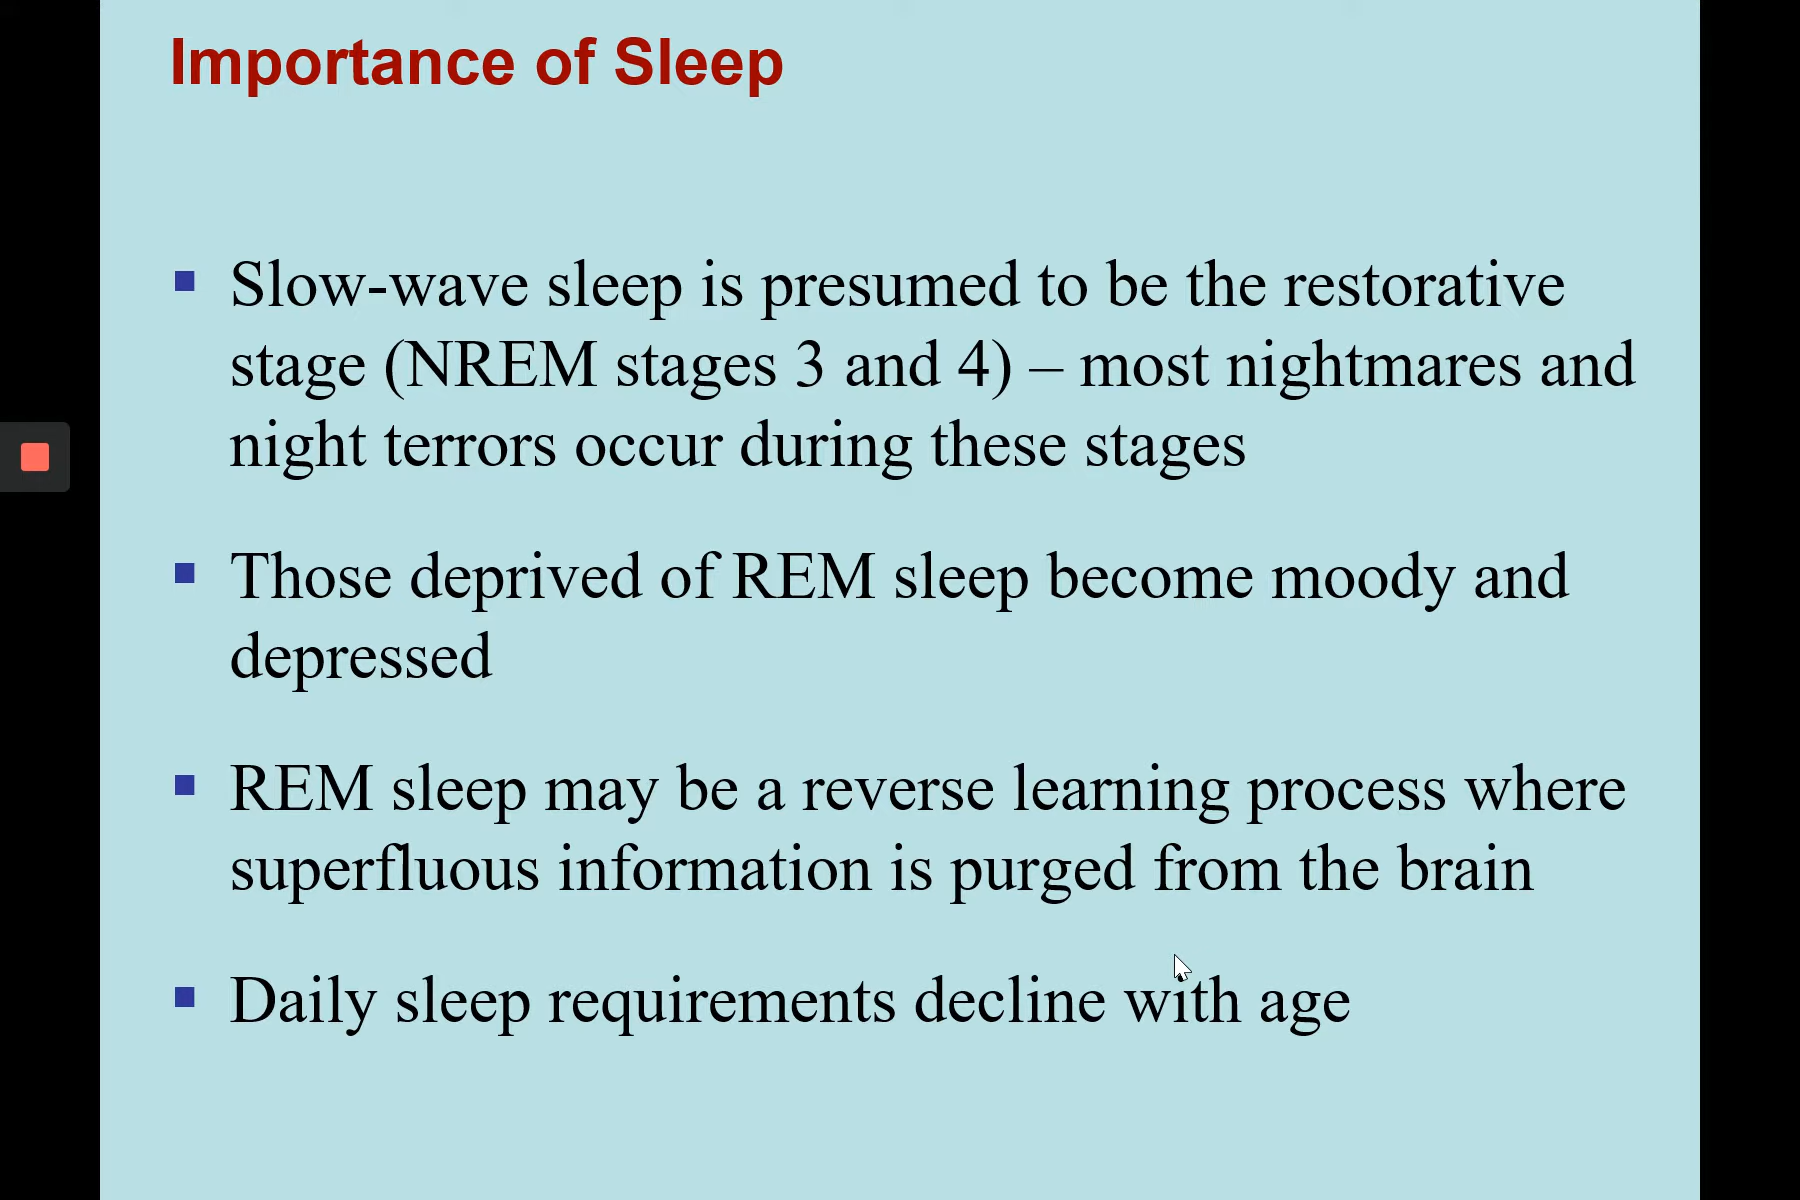 Importance of Sleep
Slow-wave sleep is presumed to be the restorative
stage (NREM stages 3 and 4) – most nightmares and
night terrors occur during these stages
Those deprived of REM sleep become moody and
depressed
REM sleep may be a reverse learning process where
superfluous information is purged from the brain
Daily sleep requirements decline with age